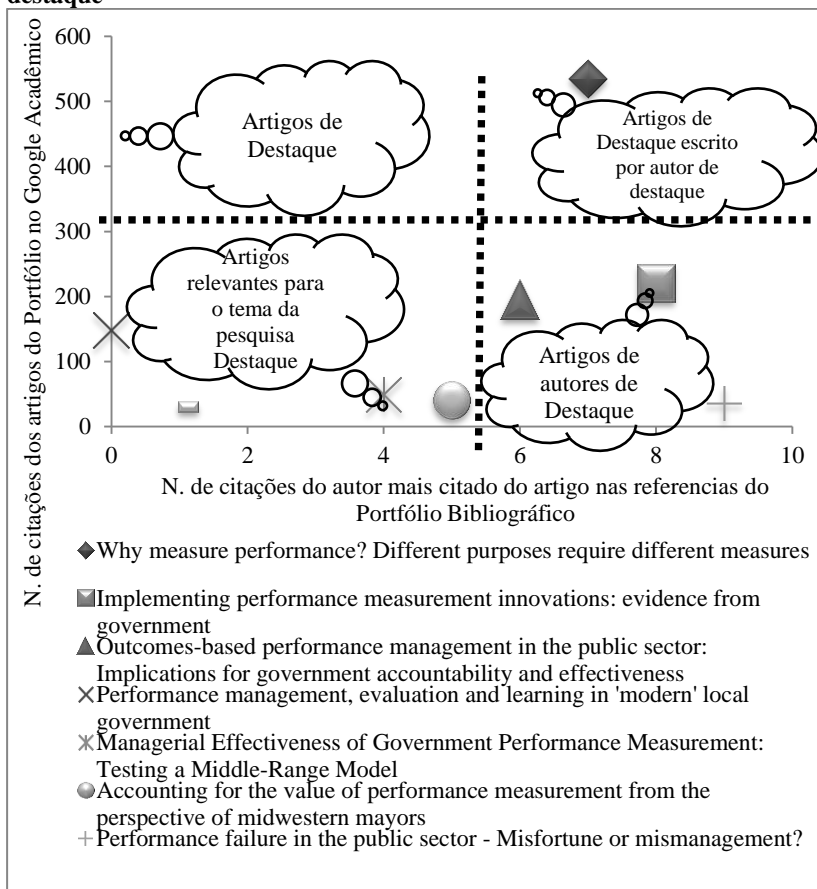 destaque
N. de citações dos artigos do Portfólio no Google Acadêmico
600
500
400
300
200
100
0
Artigos de
Destaque
Artigos de
Destaque escrito
por autor de
destaque
Artigos
relevantes para
o tema da
pesquisa
Destaque
Artigos de
autores de
Destaque
0 2 4 6 8 10
N. de citações do autor mais citado do artigo nas referencias do
Portfólio Bibliográfico
Why measure performance? Different purposes require different measures
Implementing performance measurement innovations: evidence from
government
Outcomes-based performance management in the public sector:
Implications for government accountability and effectiveness
Performance management, evaluation and learning in 'modern' local
government
Managerial Effectiveness of Government Performance Measurement:
Testing a Middle-Range Model
Accounting for the value of performance measurement from the
perspective of midwestern mayors
Performance failure in the public sector - Misfortune or mismanagement?